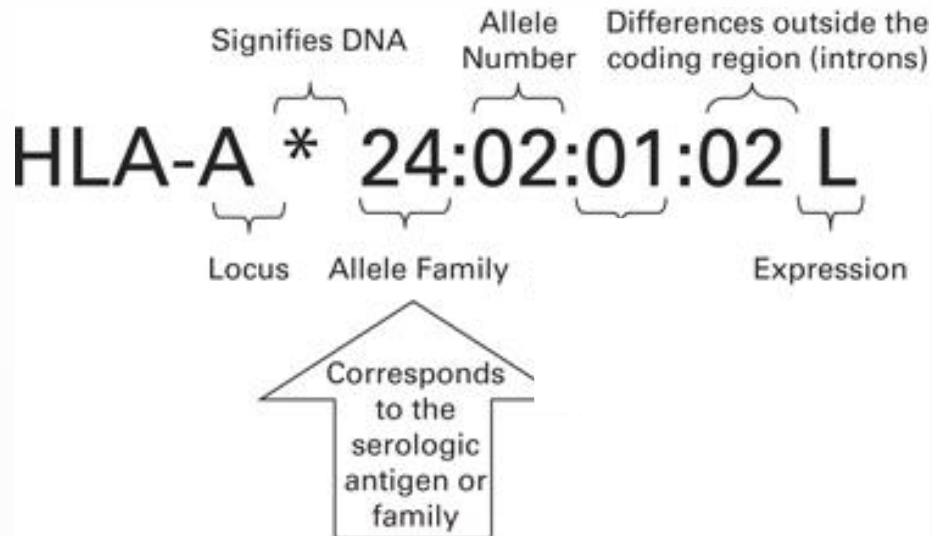 Signifies DNA
Allele
Number
Differences outside the
coding region (introns)
HLA-A * 24:02:01:02 L
Locus
Allele Family
Expression
Corresponds
to the
serologic
antigen or
family